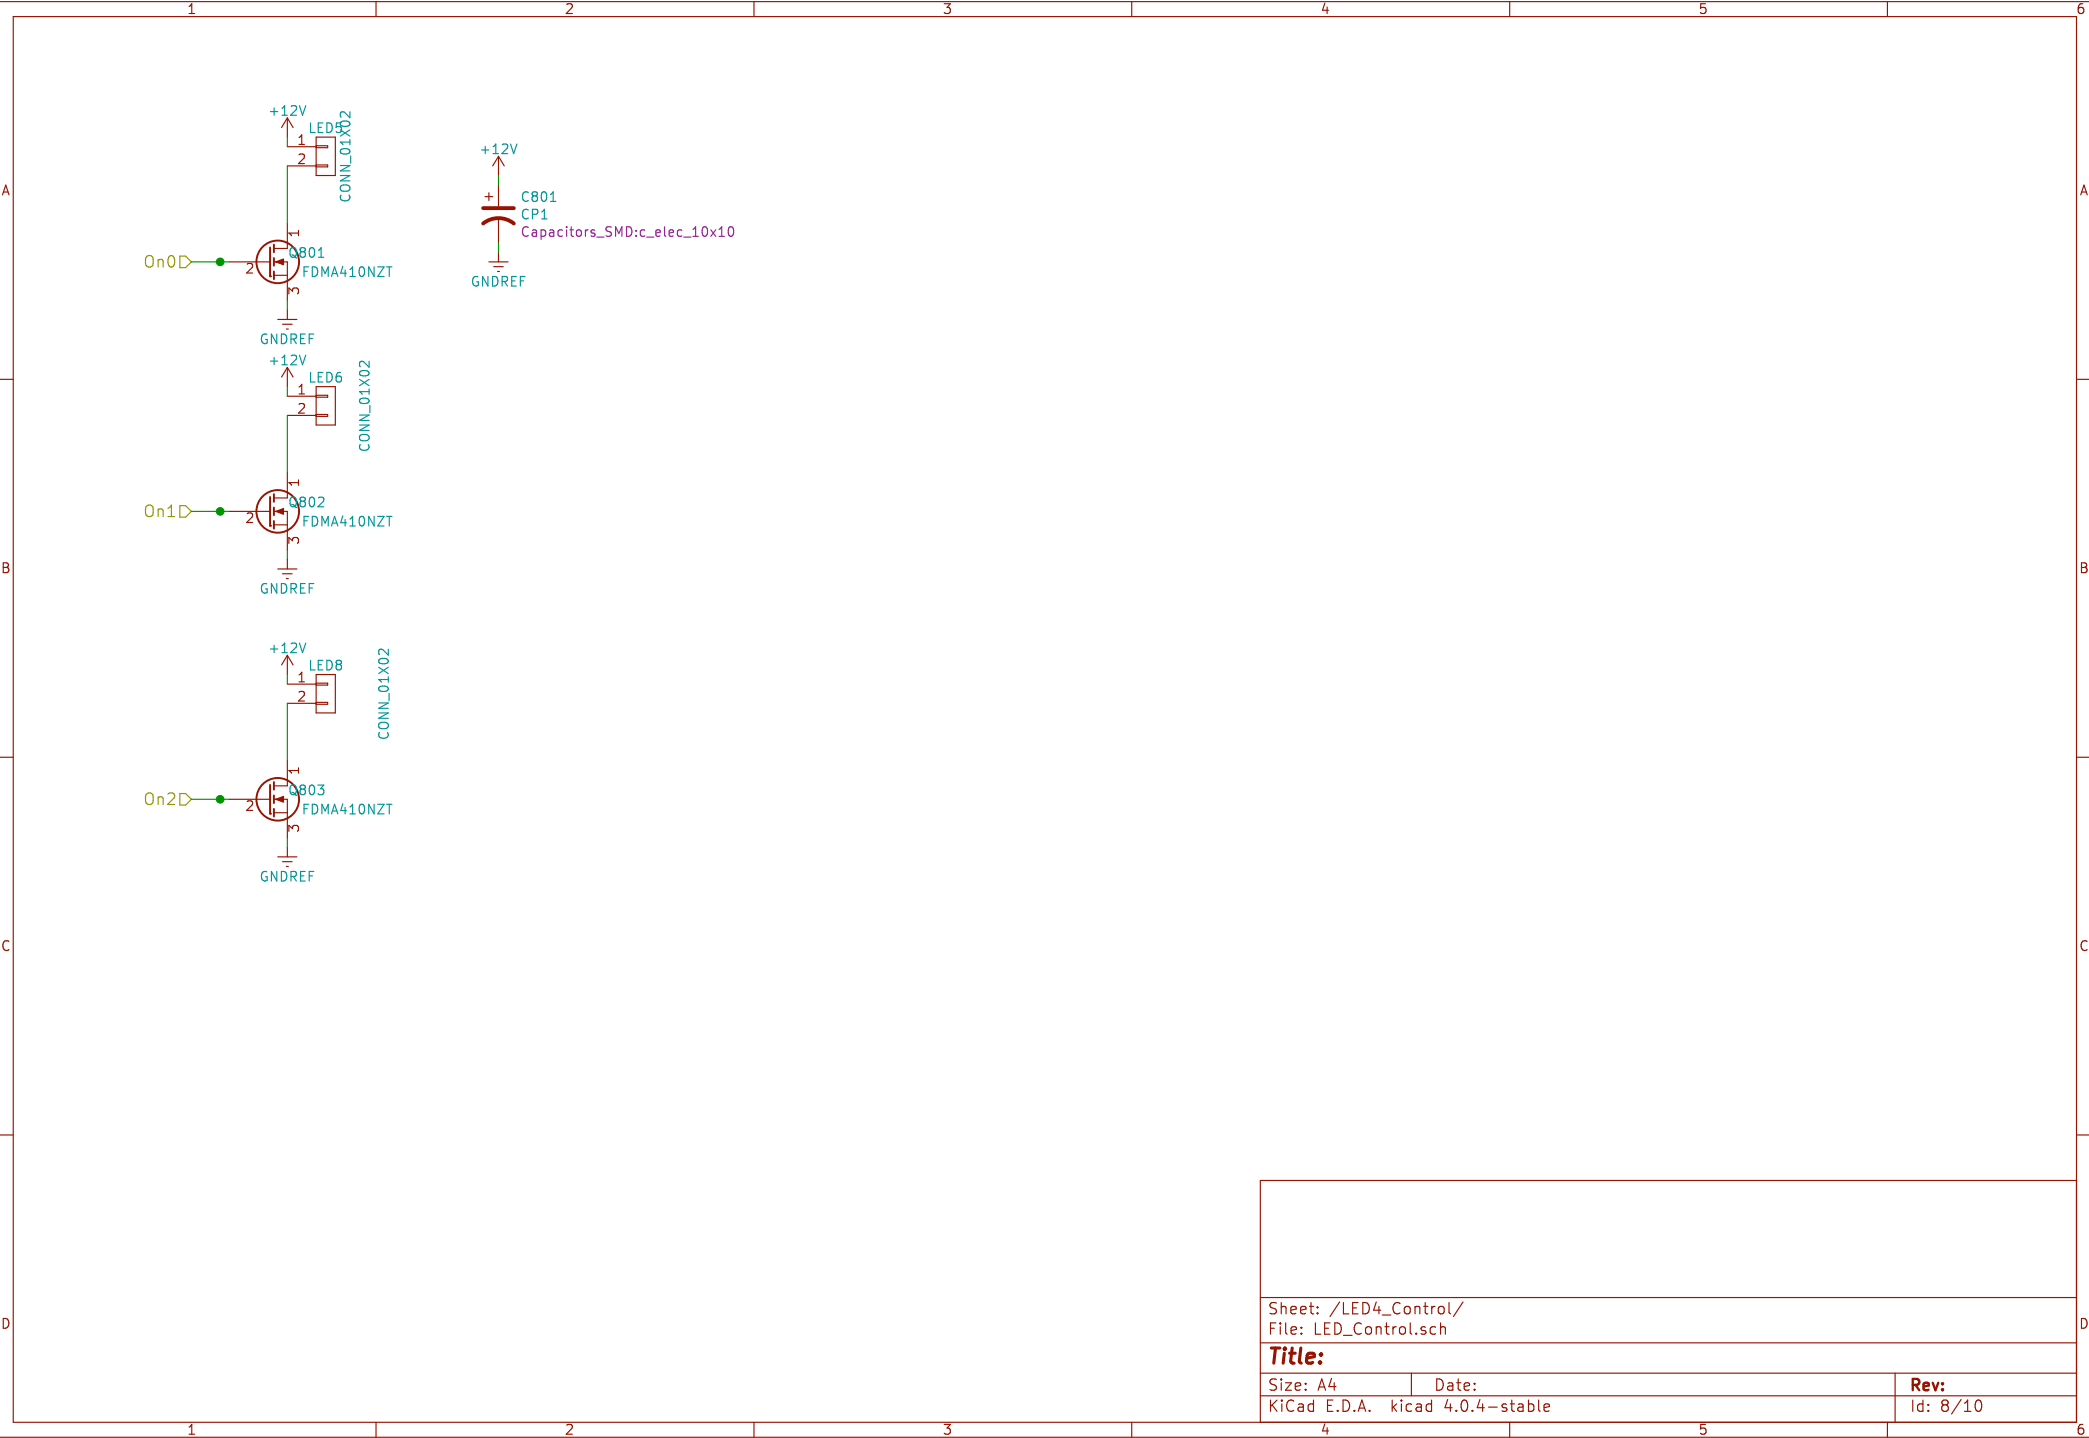 1 2 3 4 5 6
+12V
LED5
CONN_01X02
1
2
A
A
+12V
+
C801
CP1
Capacitors_SMD:c_elec_10x10
GNDREF
1
Q801
On0
2
FDMA410NZT
3
GNDREF
+12V
LED6
CONN_01X02
1
2
1
Q802
On1
2
FDMA410NZT
3
B
B
GNDREF
+12V
LED8
CONN_01X02
1
2
1
Q803
On2
2
FDMA410NZT
3
GNDREF
C
C
Sheet: /LED4_Control/
File: LED_Control.sch
D
D
Title:
Size: A4
Date:
Rev:
KiCad E.D.A. kicad 4.0.4-stable
Id: 8/10
1 2 3 4 5 6